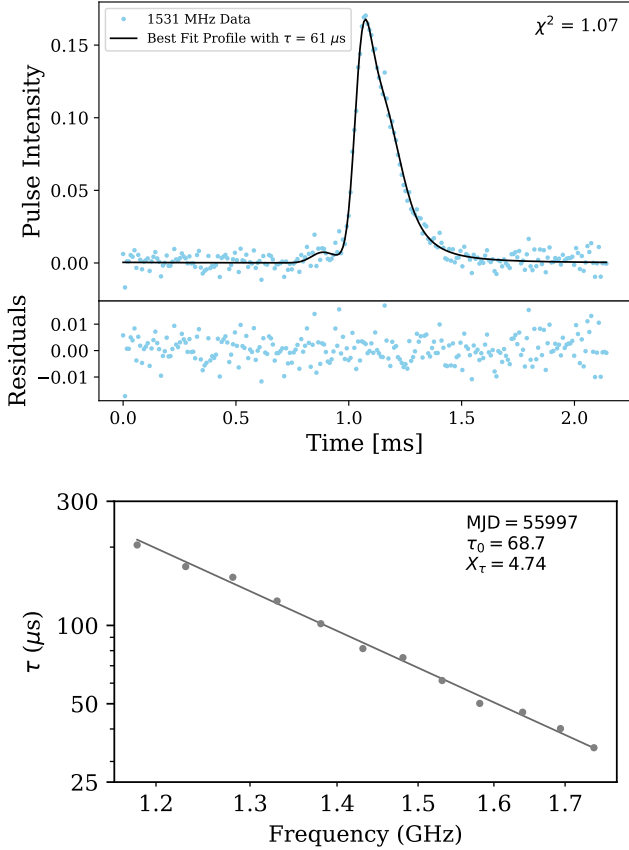 1531 MHz Data
Best Fit Profile with τ = 61 μs
χ² = 1.07
Pulse Intensity
0.15
0.10
0.05
0.00
Residuals
0.01
0.00
−0.01
0.0 0.5 1.0 1.5 2.0
Time [ms]
300
100
50
25
τ (μs)
MJD = 55997
τ₀ = 68.7
X_τ = 4.74
1.2 1.3 1.4 1.5 1.6 1.7
Frequency (GHz)